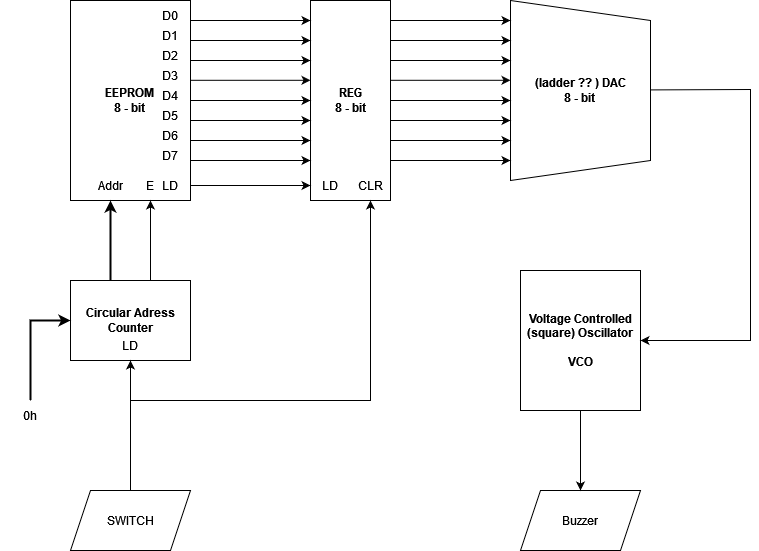 D0
D1
D2
D3
D4
D5
D6
D7
EEPROM
8 - bit
Addr
E
LD
REG
8 - bit
LD
CLR
(ladder ?? ) DAC
8 - bit
Circular Adress
Counter
LD
0h
Voltage Controlled
(square) Oscillator
VCO
SWITCH
Buzzer